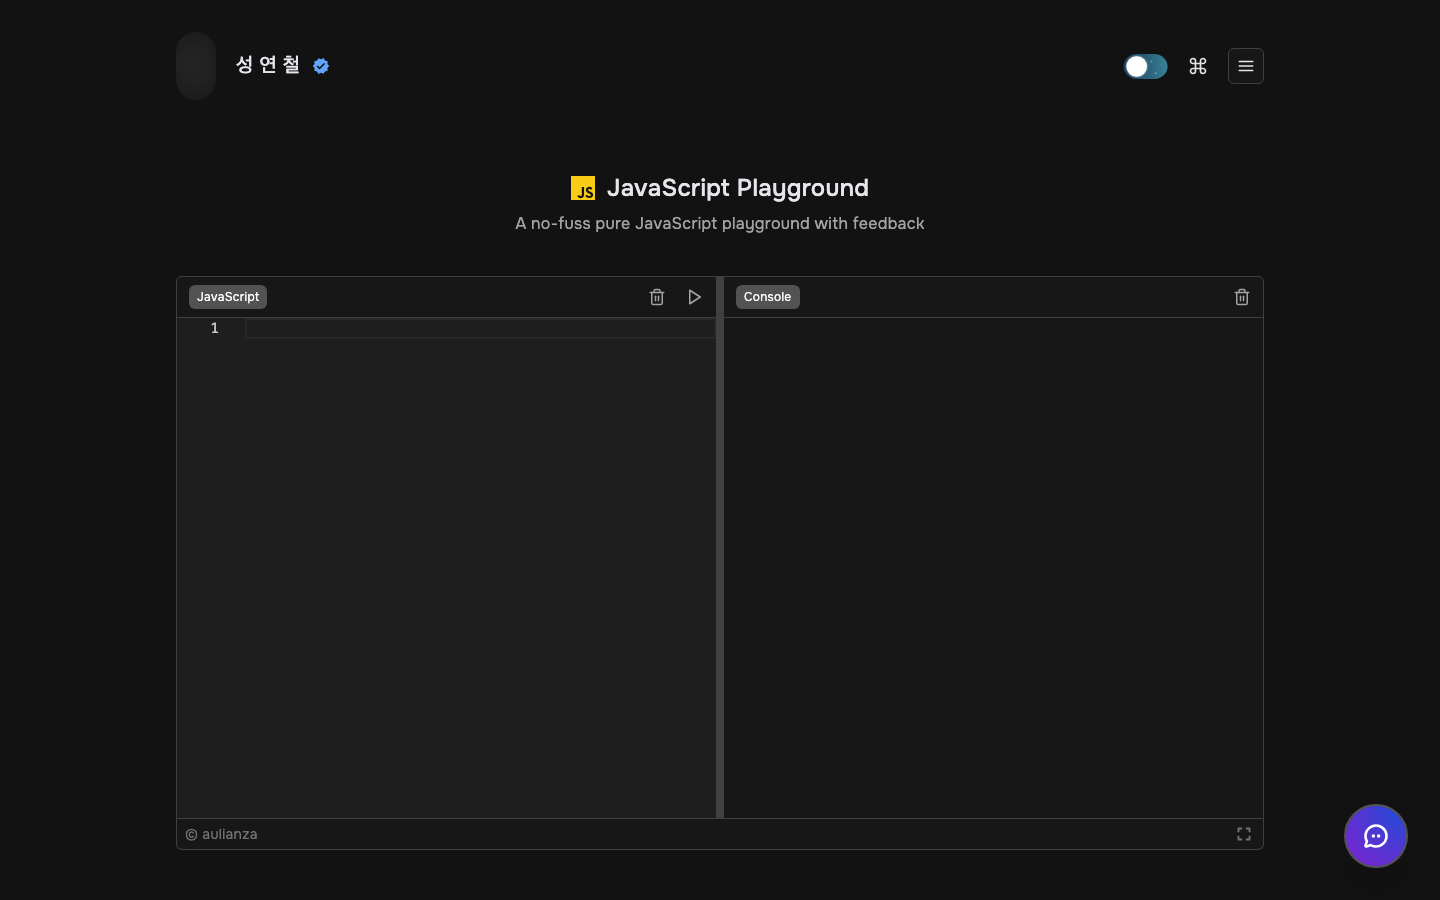 성 연 철
JS JavaScript Playground
A no-fuss pure JavaScript playground with feedback
JavaScript
Console
1
© aulianza